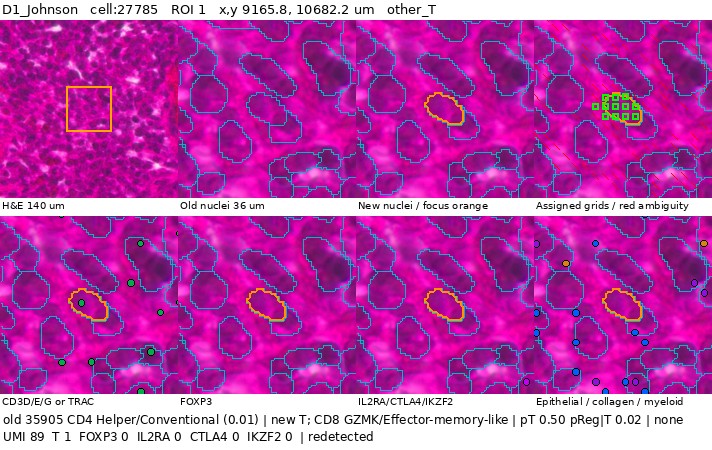 D1_Johnson cell:27785 ROI 1 x,y 9165.8, 10682.2 um other_T
H&E 140 um
Old nuclei 36 um
New nuclei / focus orange
Assigned grids / red ambiguity
CD3D/E/G or TRAC
FOXP3
IL2RA/CTLA4/IKZF2
Epithelial / collagen / myeloid
old 35905 CD4 Helper/Conventional (0.01) | new T; CD8 GZMK/Effector-memory-like | pT 0.50 pReg|T 0.02 | none
UMI 89 T 1 FOXP3 0 IL2RA 0 CTLA4 0 IKZF2 0 | redetected